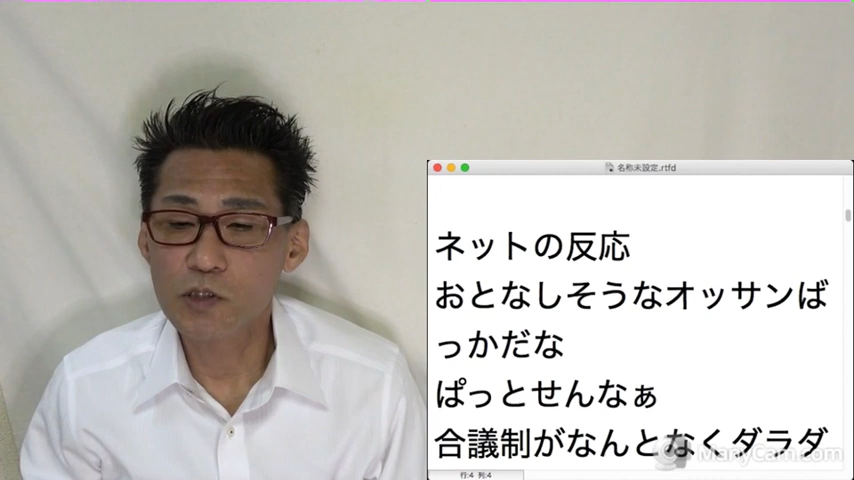 名称未設定.rtfd
ネットの反応
おとなしそうなオッサンば
っかだな
ぱっとせんなぁ
合議制がなんとなくダラダ
ManyCam.com
行:4 列:4